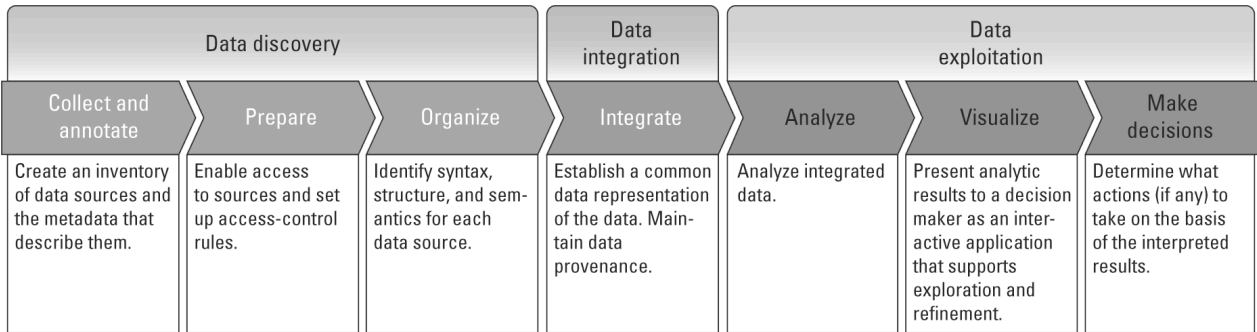 Data discovery
Data
integration
Data
exploitation
Collect and
annotate
Prepare
Organize
Integrate
Analyze
Visualize
Make
decisions
Create an inventory
of data sources and
the metadata that
describe them.
Enable access
to sources and set
up access-control
rules.
Identify syntax,
structure, and sem-
antics for each
data source.
Establish a common
data representation
of the data. Main-
tain data
provenance.
Analyze integrated
data.
Present analytic
results to a decision
maker as an inter-
active application
that supports
exploration and
refinement.
Determine what
actions (if any) to
take on the basis
of the interpreted
results.